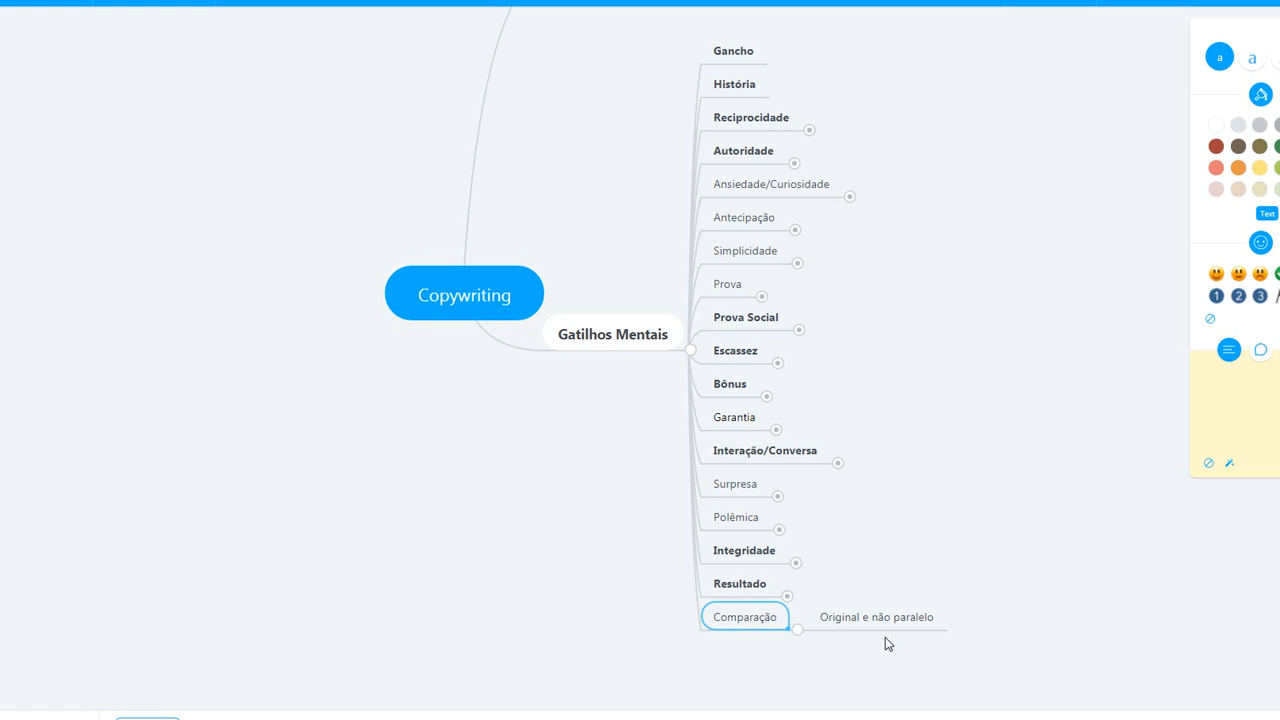 Gancho
História
Reciprocidade
Autoridade
Ansiedade/Curiosidade
Antecipação
Simplicidade
Prova
Copywriting
Gatilhos Mentais
Prova Social
Escassez
Bônus
Garantia
Interação/Conversa
Surpresa
Polêmica
Integridade
Resultado
Comparação
Original e não paralelo
a
a
Text
1 2 3